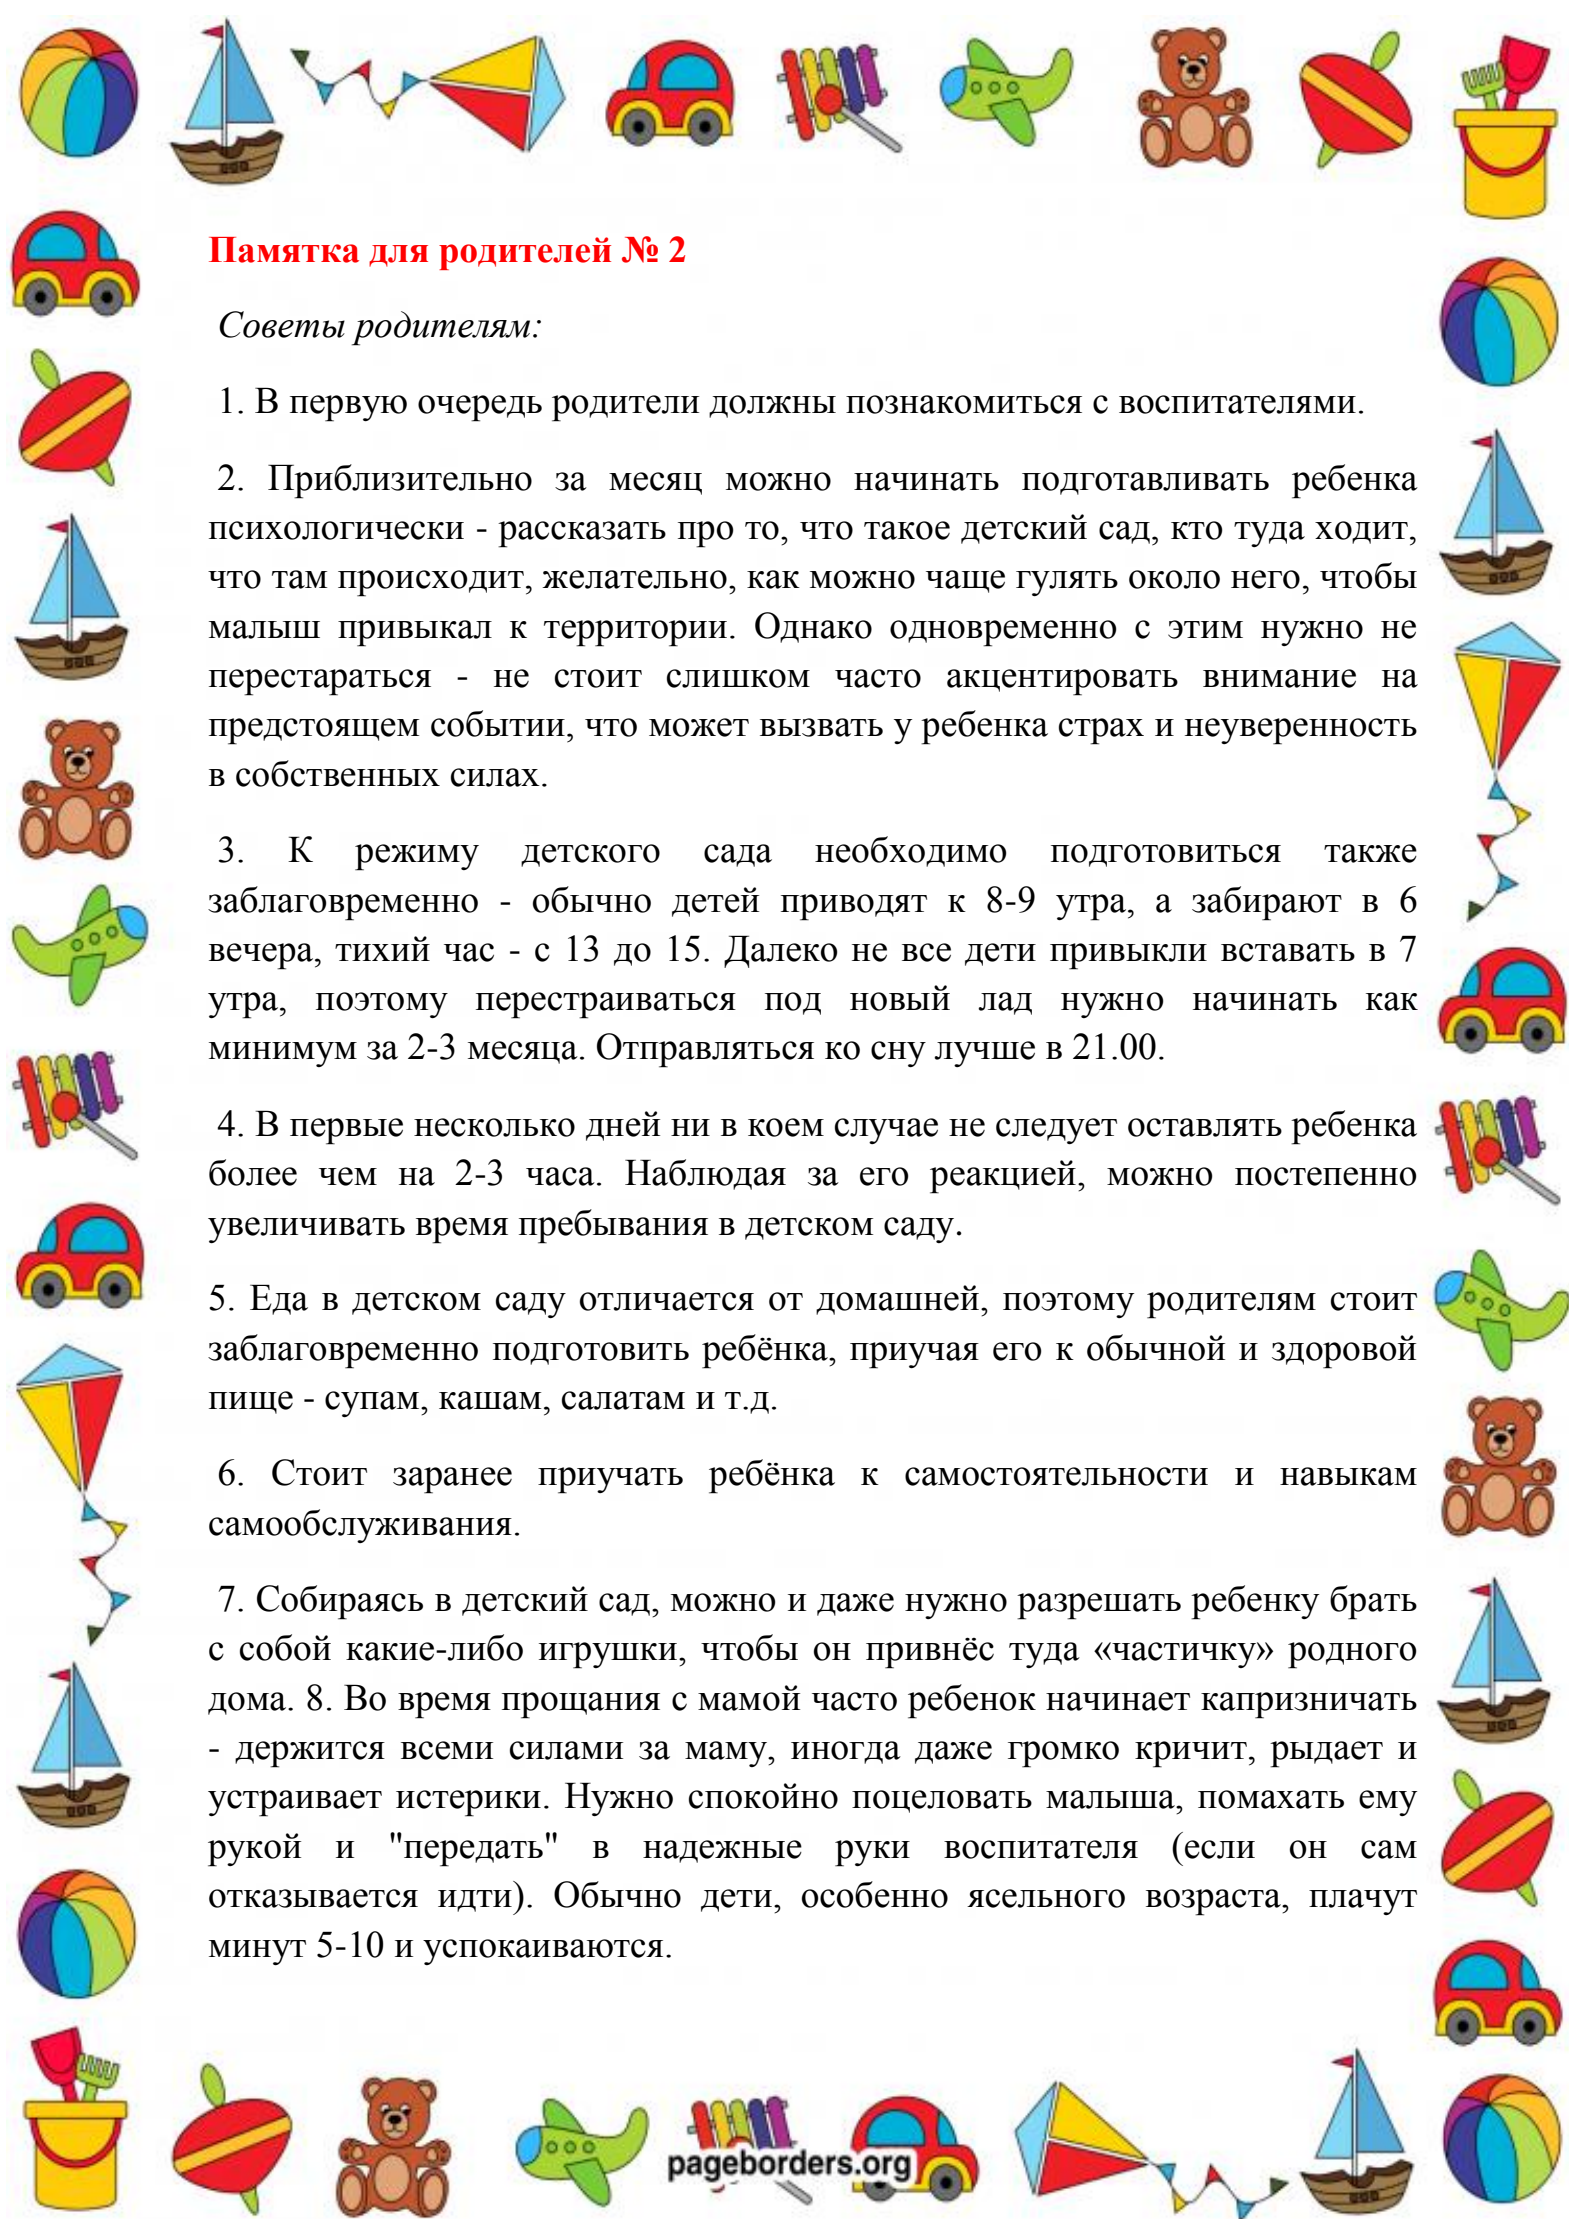 Памятка для родителей № 2
Советы родителям:
1. В первую очередь родители должны познакомиться с воспитателями.
2. Приблизительно за месяц можно начинать подготавливать ребенка
психологически - рассказать про то, что такое детский сад, кто туда ходит,
что там происходит, желательно, как можно чаще гулять около него, чтобы
малыш привыкал к территории. Однако одновременно с этим нужно не
перестараться - не стоит слишком часто акцентировать внимание на
предстоящем событии, что может вызвать у ребенка страх и неуверенность
в собственных силах.
3. К режиму детского сада необходимо подготовиться также
заблаговременно - обычно детей приводят к 8-9 утра, а забирают в 6
вечера, тихий час - с 13 до 15. Далеко не все дети привыкли вставать в 7
утра, поэтому перестраиваться под новый лад нужно начинать как
минимум за 2-3 месяца. Отправляться ко сну лучше в 21.00.
4. В первые несколько дней ни в коем случае не следует оставлять ребенка
более чем на 2-3 часа. Наблюдая за его реакцией, можно постепенно
увеличивать время пребывания в детском саду.
5. Еда в детском саду отличается от домашней, поэтому родителям стоит
заблаговременно подготовить ребёнка, приучая его к обычной и здоровой
пище - супам, кашам, салатам и т.д.
6. Стоит заранее приучать ребёнка к самостоятельности и навыкам
самообслуживания.
7. Собираясь в детский сад, можно и даже нужно разрешать ребенку брать
с собой какие-либо игрушки, чтобы он привнёс туда «частичку» родного
дома. 8. Во время прощания с мамой часто ребенок начинает капризничать
- держится всеми силами за маму, иногда даже громко кричит, рыдает и
устраивает истерики. Нужно спокойно поцеловать малыша, помахать ему
рукой и "передать" в надежные руки воспитателя (если он сам
отказывается идти). Обычно дети, особенно ясельного возраста, плачут
минут 5-10 и успокаиваются.
pageborders.org